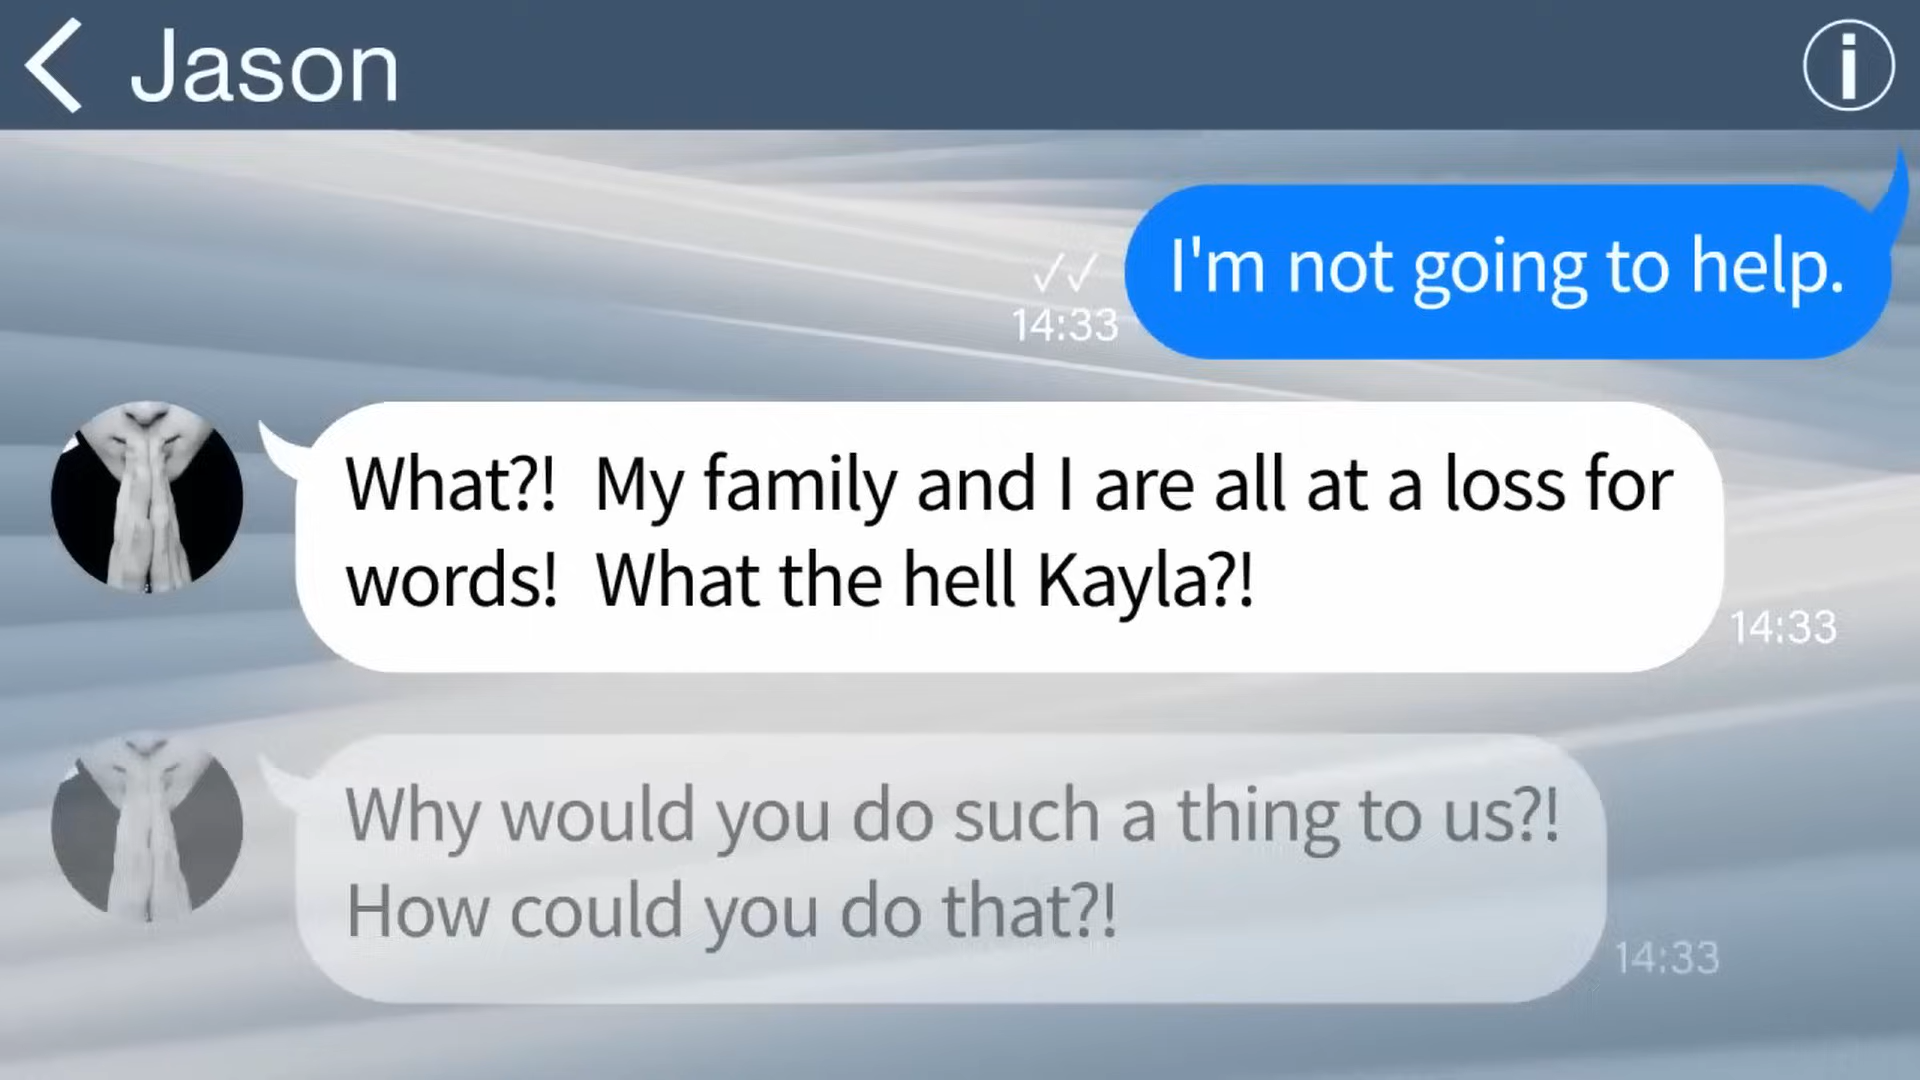 Jason
i
I'm not going to help.
14:33
What?!  My family and I are all at a loss for
words!  What the hell Kayla?!
14:33
Why would you do such a thing to us?!
How could you do that?!
14:33